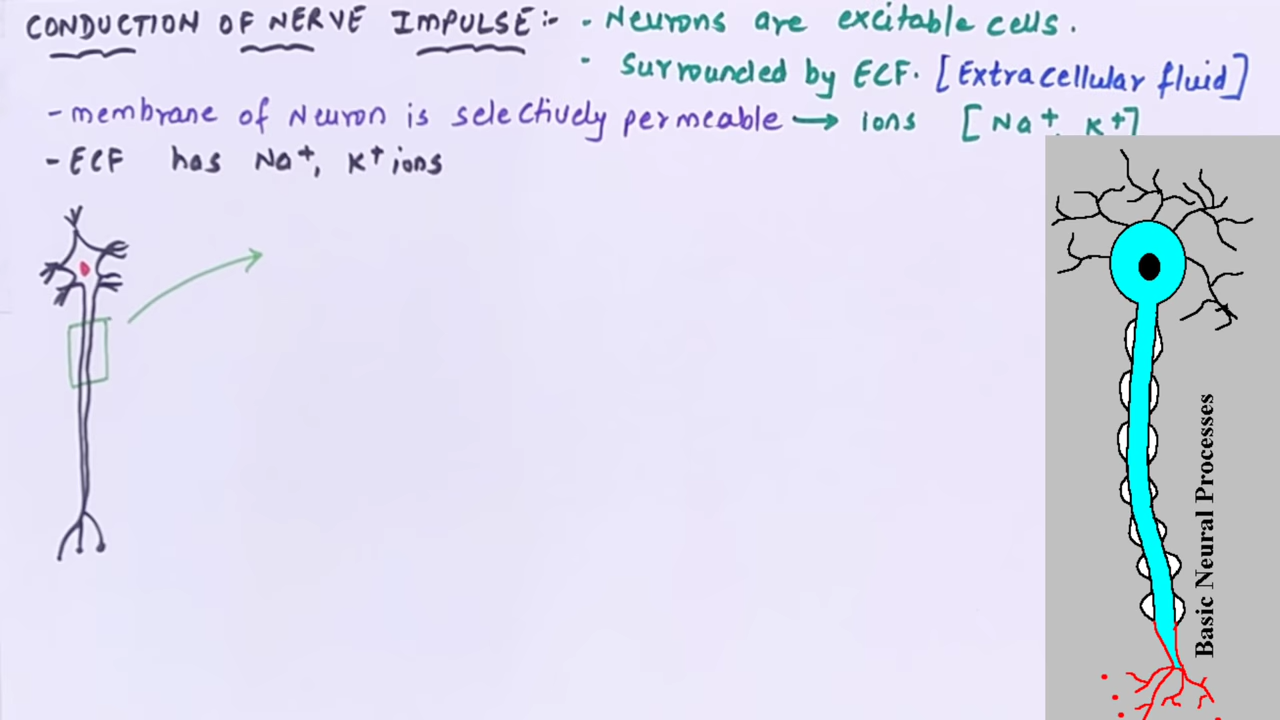 CONDUCTION OF NERVE IMPULSE :- · Neurons are excitable cells.
· Surrounded by ECF. [Extracellular fluid]
- membrane of Neuron is selectively permeable → ions [Na+, K+]
- ECF has Na+, K+ ions
Basic Neural Processes